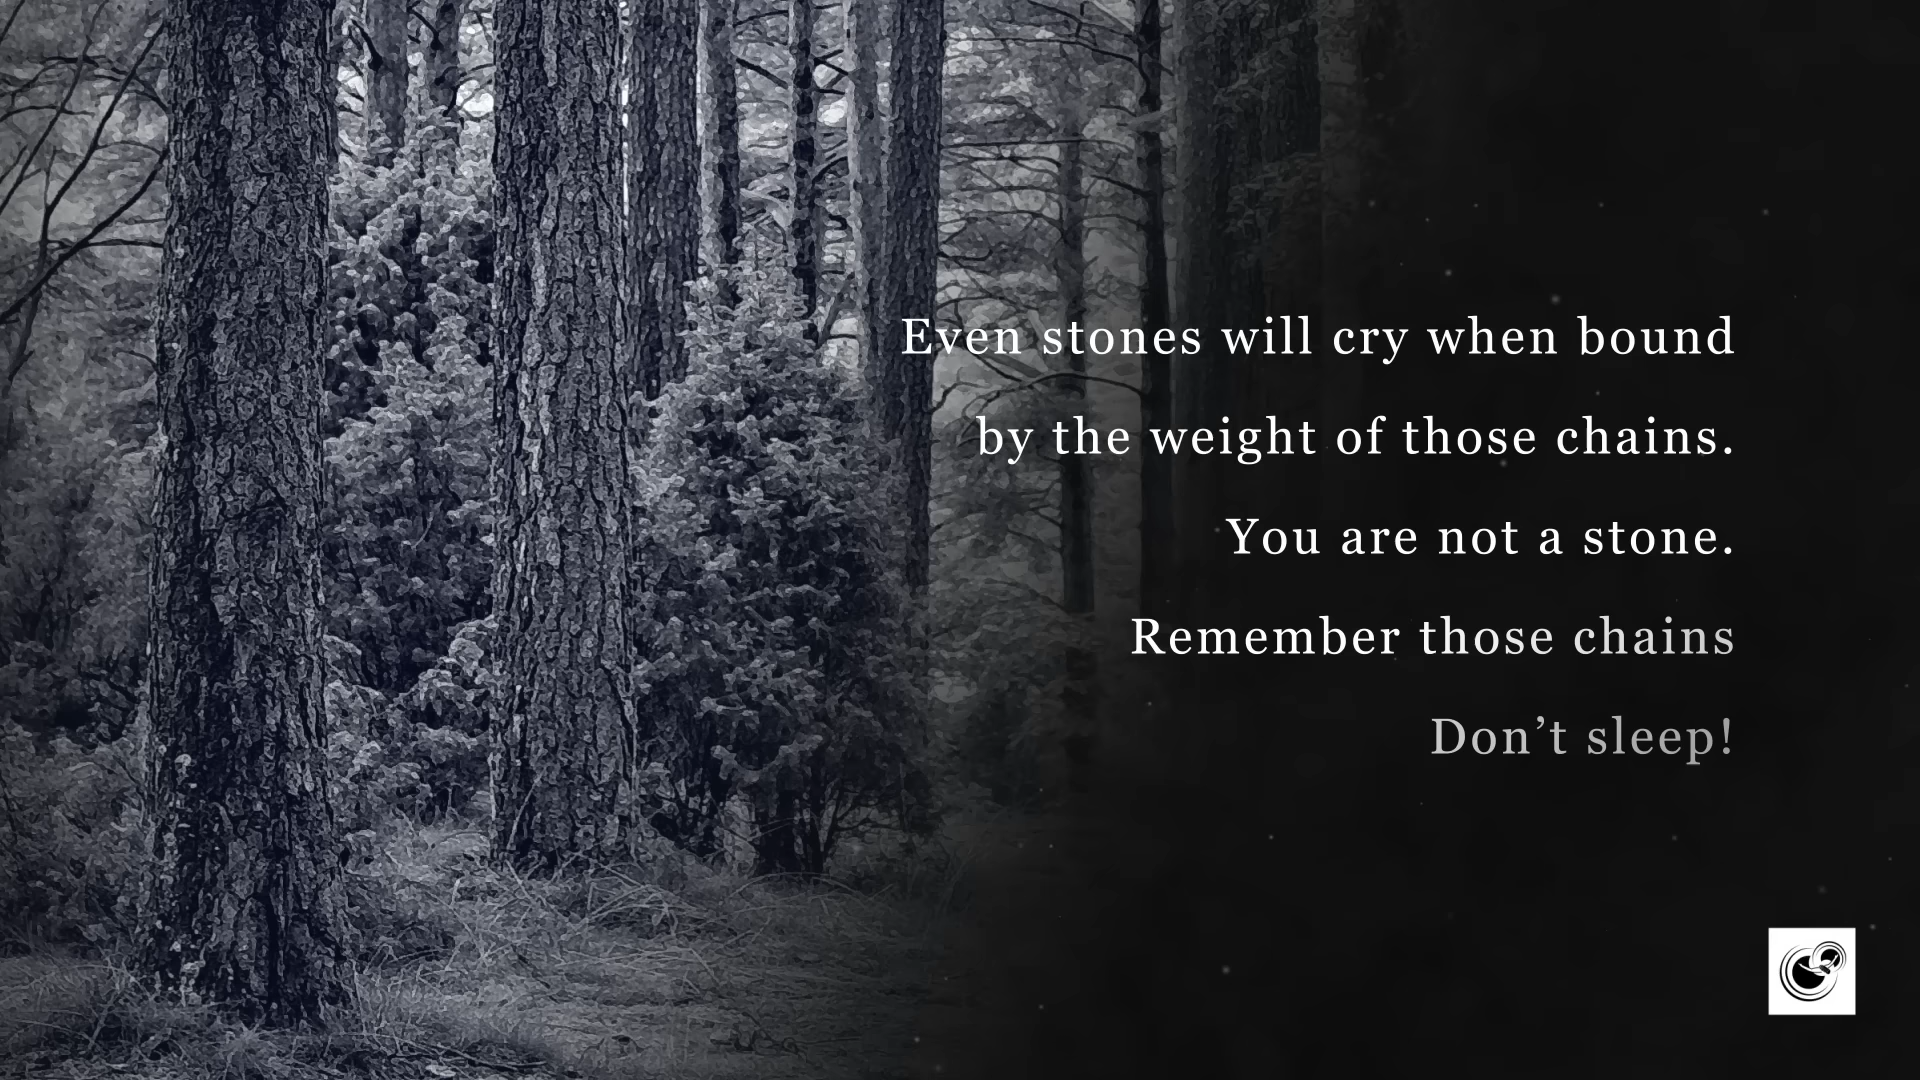 Even stones will cry when bound
by the weight of those chains.
You are not a stone.
Remember those chains
Don’t sleep!